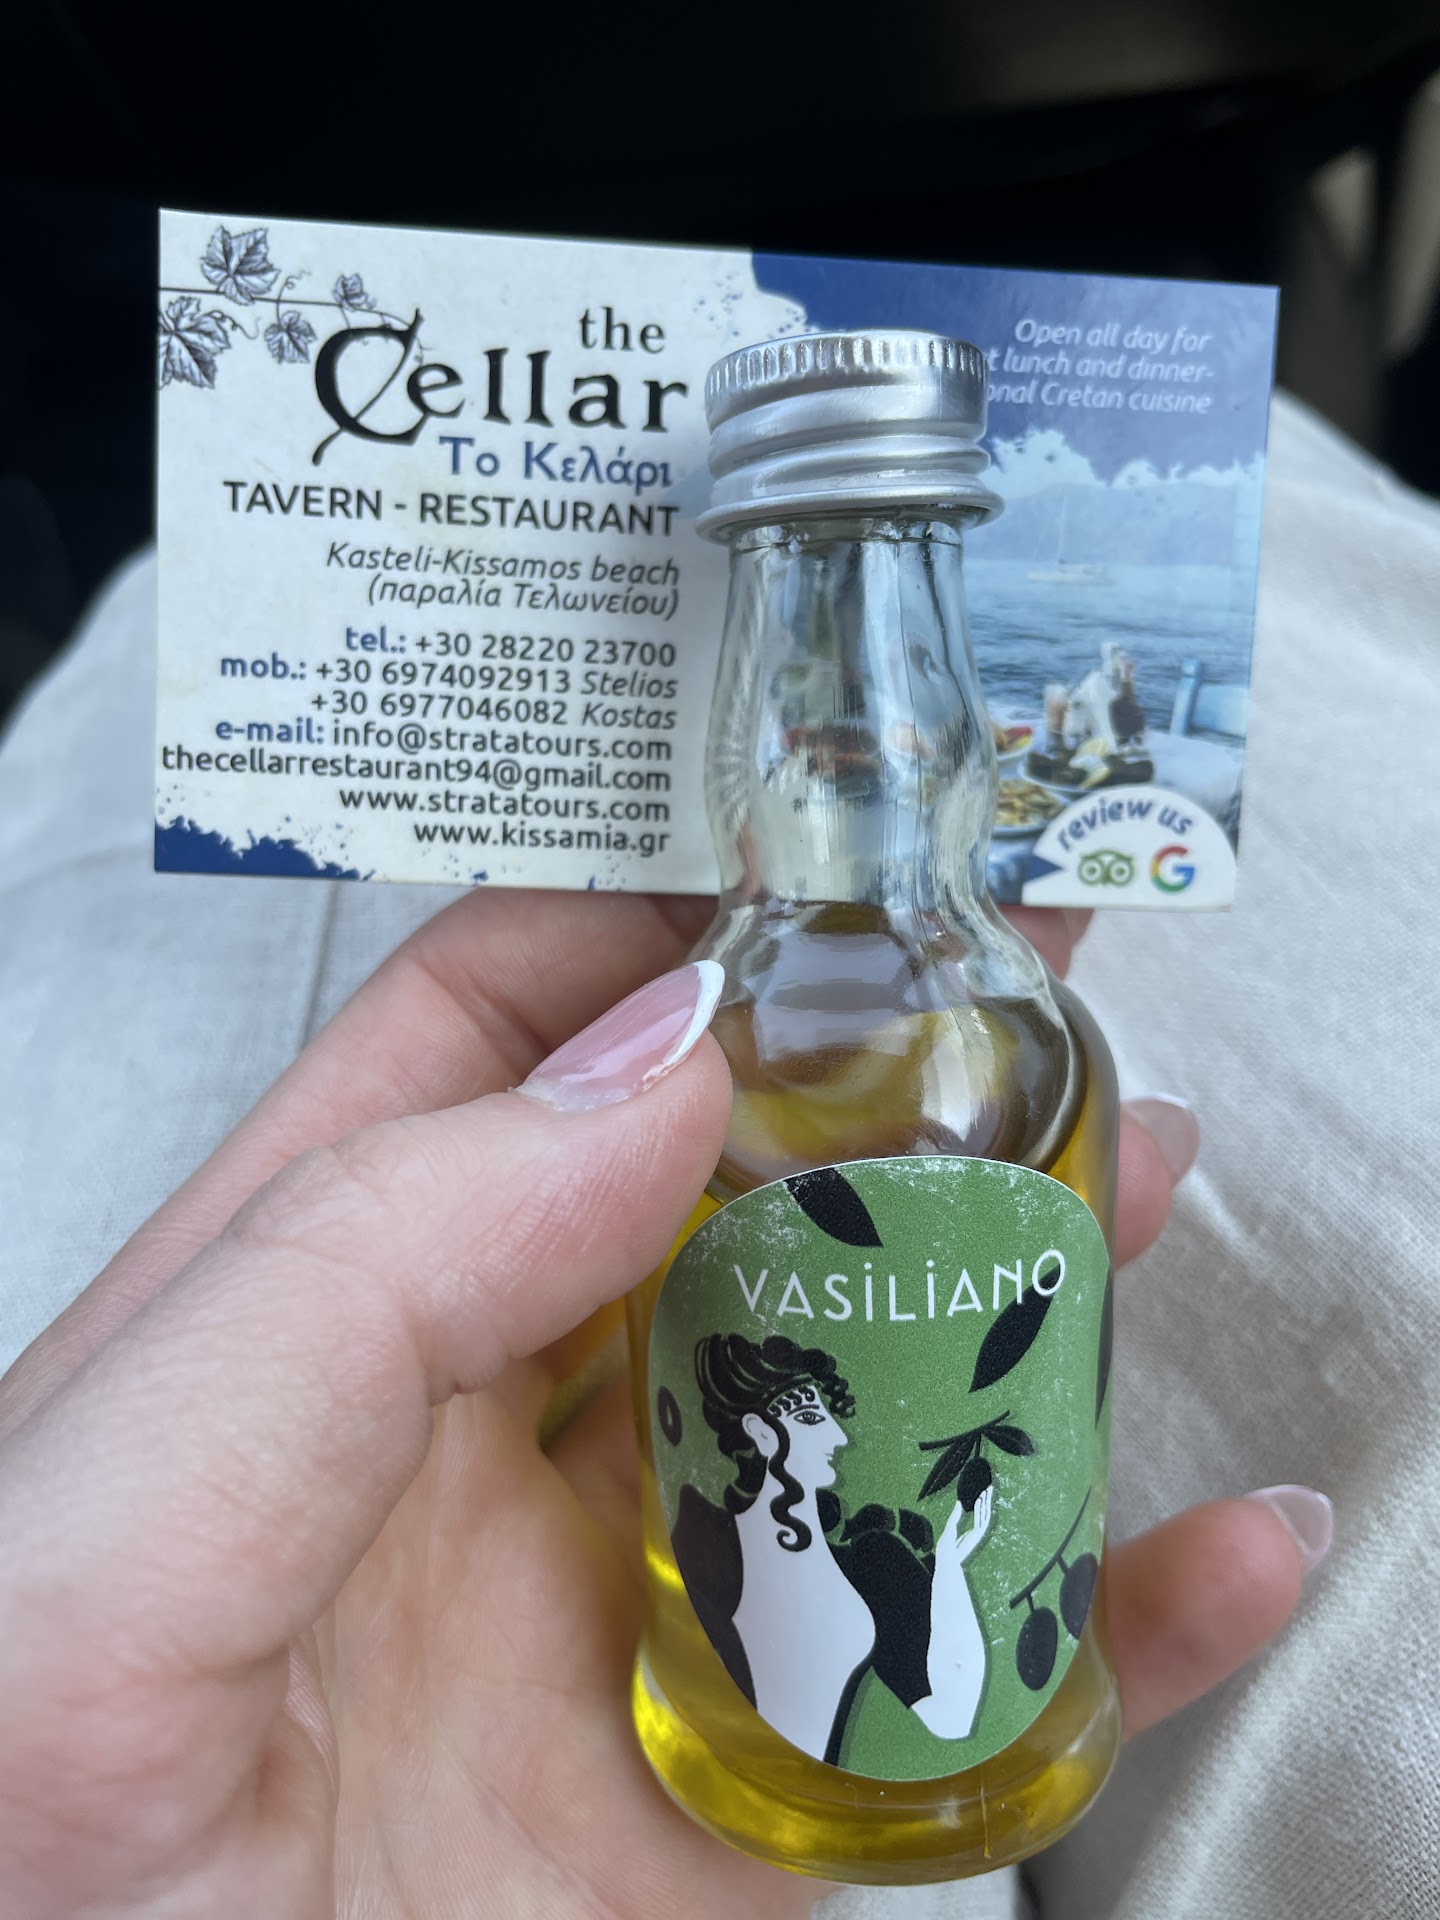 the
Cellar
Το Κελάρι
TAVERN - RESTAURANT
Kasteli-Kissamos beach
(παραλία Τελωνείου)
tel.: +30 28220 23700
mob.: +30 6974092913 Stelios
+30 6977046082 Kostas
e-mail: info@stratatours.com
thecellarrestaurant94@gmail.com
www.stratatours.com
www.kissamia.gr
Open all day for
lunch and dinner-
Cretan cuisine
review us
VASiLiANO